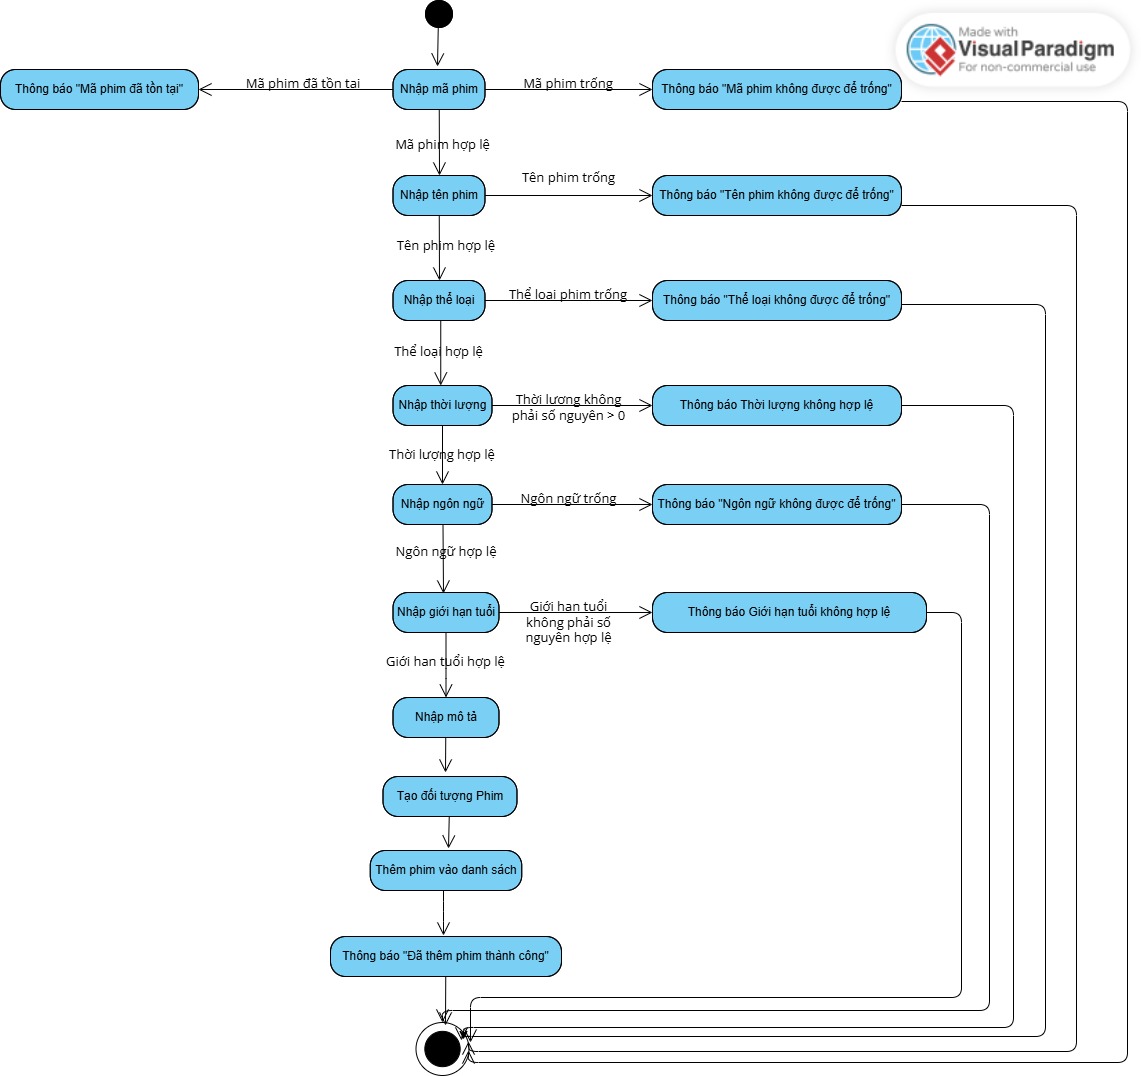 Made with
Visual Paradigm
For non-commercial use
Thông báo "Mã phim đã tồn tại"
Mã phim đã tồn tai
Nhập mã phim
Mã phim trống
Thông báo "Mã phim không được để trống"
Mã phim hợp lệ
Nhập tên phim
Tên phim trống
Thông báo "Tên phim không được để trống"
Tên phim hợp lệ
Nhập thể loại
Thể loai phim trống
Thông báo "Thể loại không được để trống"
Thể loại hợp lệ
Nhập thời lượng
Thời lương không
phải số nguyên > 0
Thông báo Thời lượng không hợp lệ
Thời lượng hợp lệ
Nhập ngôn ngữ
Ngôn ngữ trống
Thông báo "Ngôn ngữ không được để trống"
Ngôn ngữ hợp lệ
Nhập giới hạn tuổi
Giới han tuổi
không phải số
nguyên hợp lệ
Thông báo Giới hạn tuổi không hợp lệ
Giới han tuổi hợp lệ
Nhập mô tả
Tạo đối tượng Phim
Thêm phim vào danh sách
Thông báo "Đã thêm phim thành công"